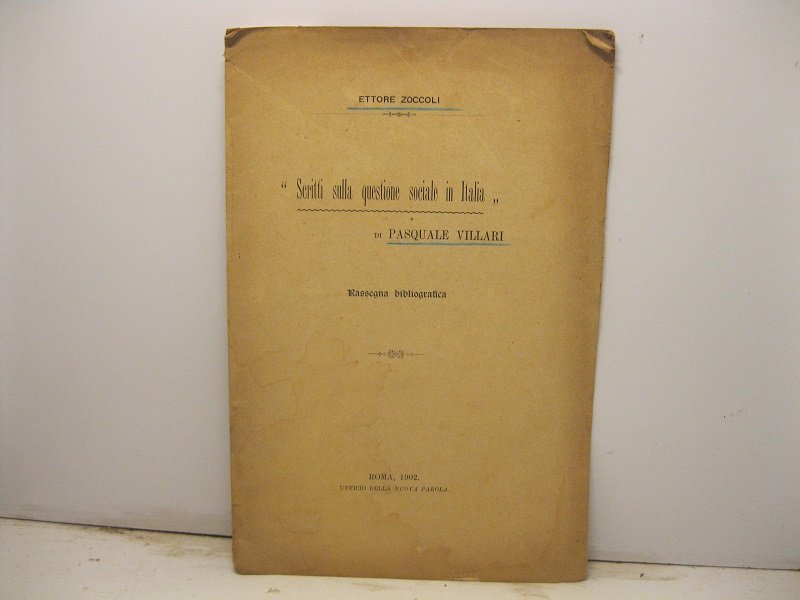 ETTORE ZOCCOLI
“ Scritti sulla questione sociale in Italia „
DI PASQUALE VILLARI
Rassegna bibliografica
ROMA, 1902.
UFFICIO DELLA NUOVA PAROLA.